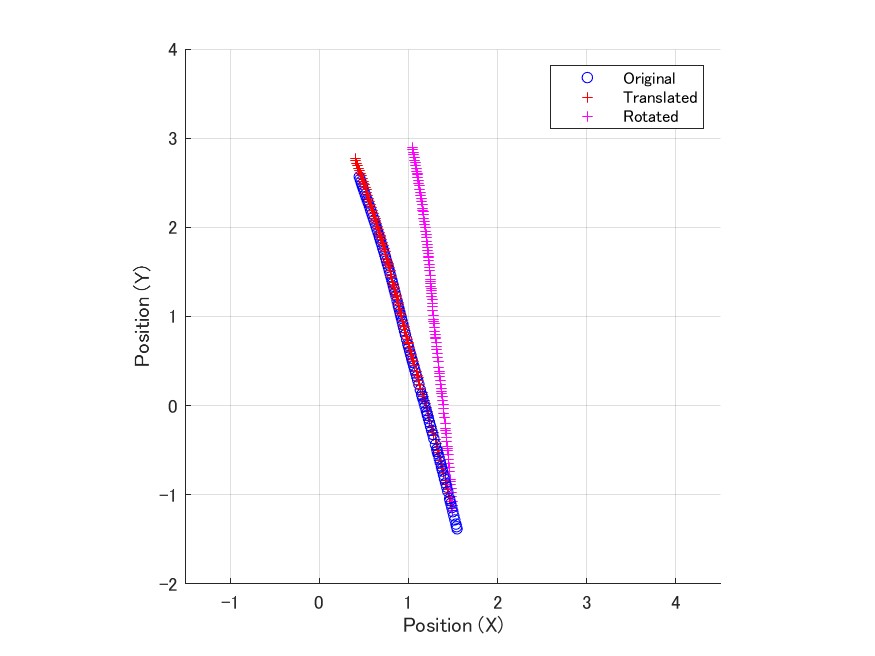 4
3
2
1
0
−1
−2
Position (Y)
Original
Translated
Rotated
−1 0 1 2 3 4
Position (X)